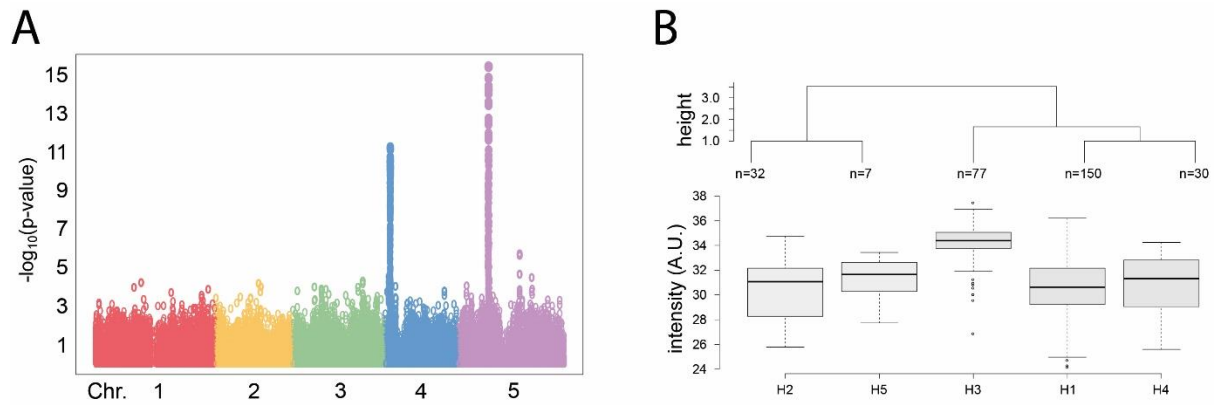 A
-log10(p-value)
15
13
11
9
7
5
3
1
Chr. 1 2 3 4 5
B
height
3.0
2.0
1.0
n=32 n=7 n=77 n=150 n=30
intensity (A.U.)
38
36
34
32
30
28
26
24
H2 H5 H3 H1 H4